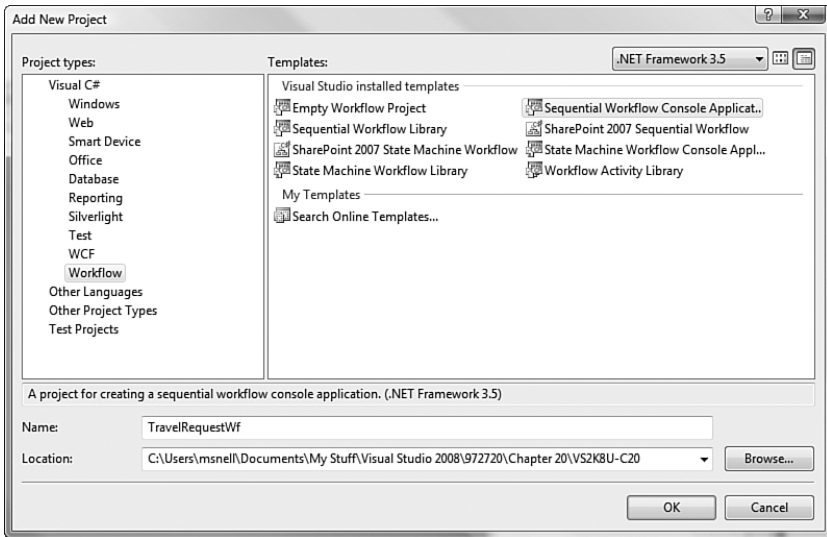 Add New Project
Project types:
Templates:
.NET Framework 3.5
Visual C#
Windows
Web
Smart Device
Office
Database
Reporting
Silverlight
Test
WCF
Workflow
Other Languages
Other Project Types
Test Projects
Visual Studio installed templates
Empty Workflow Project
Sequential Workflow Console Applicat..
Sequential Workflow Library
SharePoint 2007 Sequential Workflow
SharePoint 2007 State Machine Workflow
State Machine Workflow Console Appl...
State Machine Workflow Library
Workflow Activity Library
My Templates
Search Online Templates...
A project for creating a sequential workflow console application. (.NET Framework 3.5)
Name:
TravelRequestWf
Location:
C:\Users\msnell\Documents\My Stuff\Visual Studio 2008\972720\Chapter 20\VS2K8U-C20
Browse...
OK
Cancel